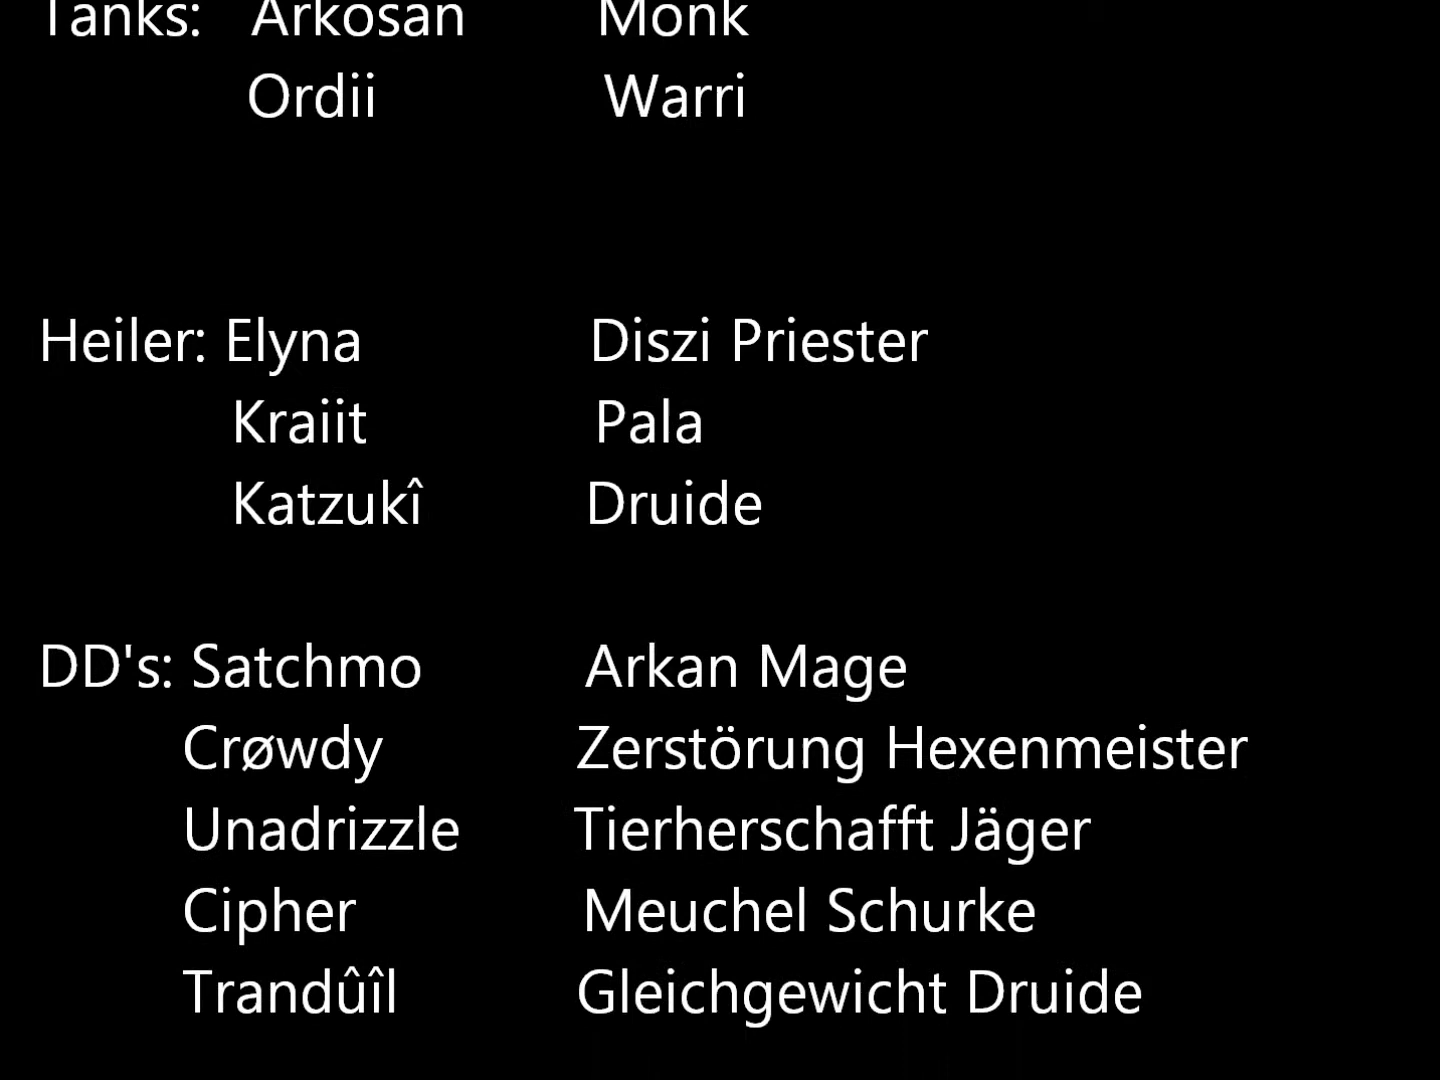 Tanks: Arkosan Monk
Ordii Warri
Heiler: Elyna Diszi Priester
Kraiit Pala
Katzukî Druide
DD's: Satchmo Arkan Mage
Crøwdy Zerstörung Hexenmeister
Unadrizzle Tierherschafft Jäger
Cipher Meuchel Schurke
Trandûîl Gleichgewicht Druide